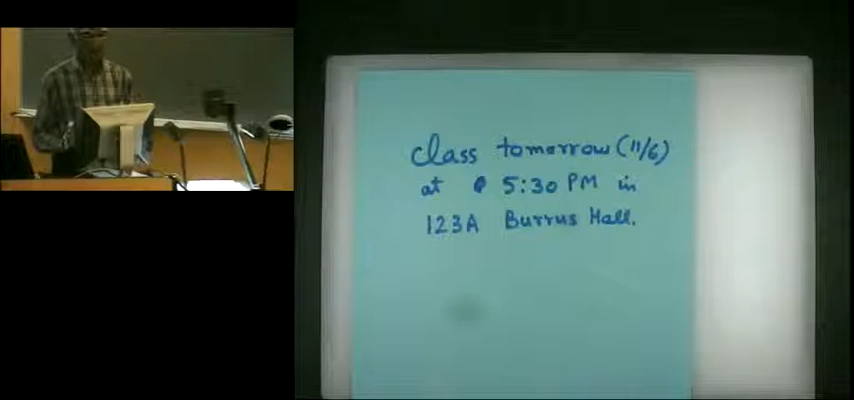 class tomorrow (11/6)
at 5:30 PM in
123A Burrus Hall.